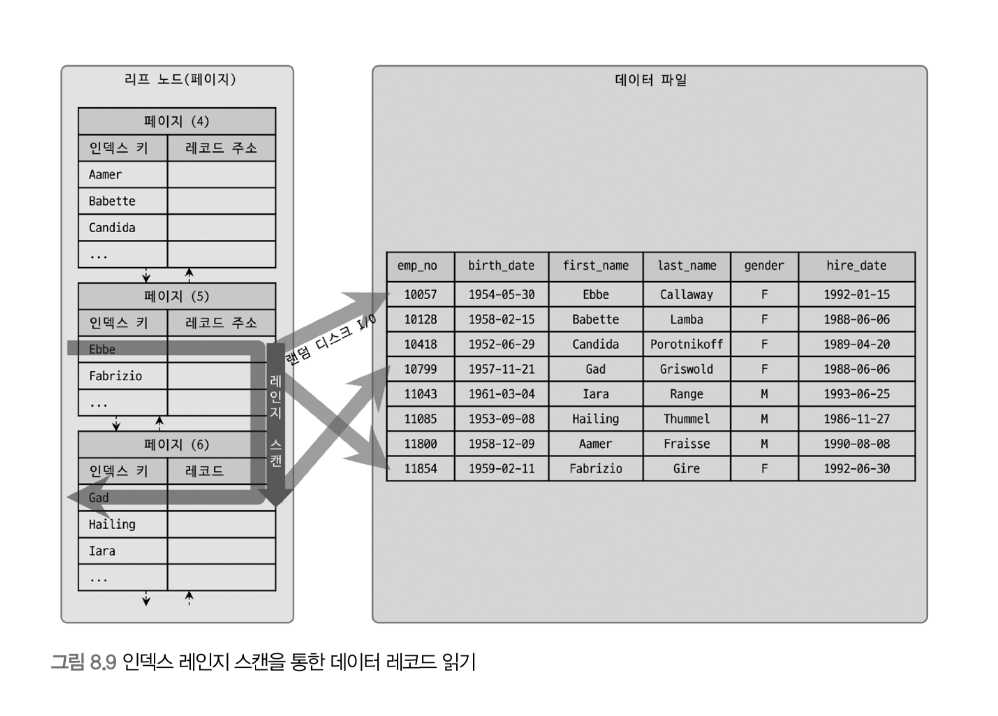 리프 노드(페이지)
페이지 (4)
인덱스 키 레코드 주소
Aamer
Babette
Candida
...
페이지 (5)
인덱스 키 레코드 주소
Ebbe
Fabrizio
...
페이지 (6)
인덱스 키 레코드
Gad
Hailing
Iara
...
레인지 스캔
랜덤 디스크 I/O
데이터 파일
emp_no birth_date first_name last_name gender hire_date
10057 1954-05-30 Ebbe Callaway F 1992-01-15
10128 1958-02-15 Babette Lamba F 1988-06-06
10418 1952-06-29 Candida Porotnikoff F 1989-04-20
10799 1957-11-21 Gad Griswold F 1988-06-06
11043 1961-03-04 Iara Range M 1993-06-25
11085 1953-09-08 Hailing Thummel M 1986-11-27
11800 1958-12-09 Aamer Fraisse M 1990-08-08
11854 1959-02-11 Fabrizio Gire F 1992-06-30
그림 8.9 인덱스 레인지 스캔을 통한 데이터 레코드 읽기